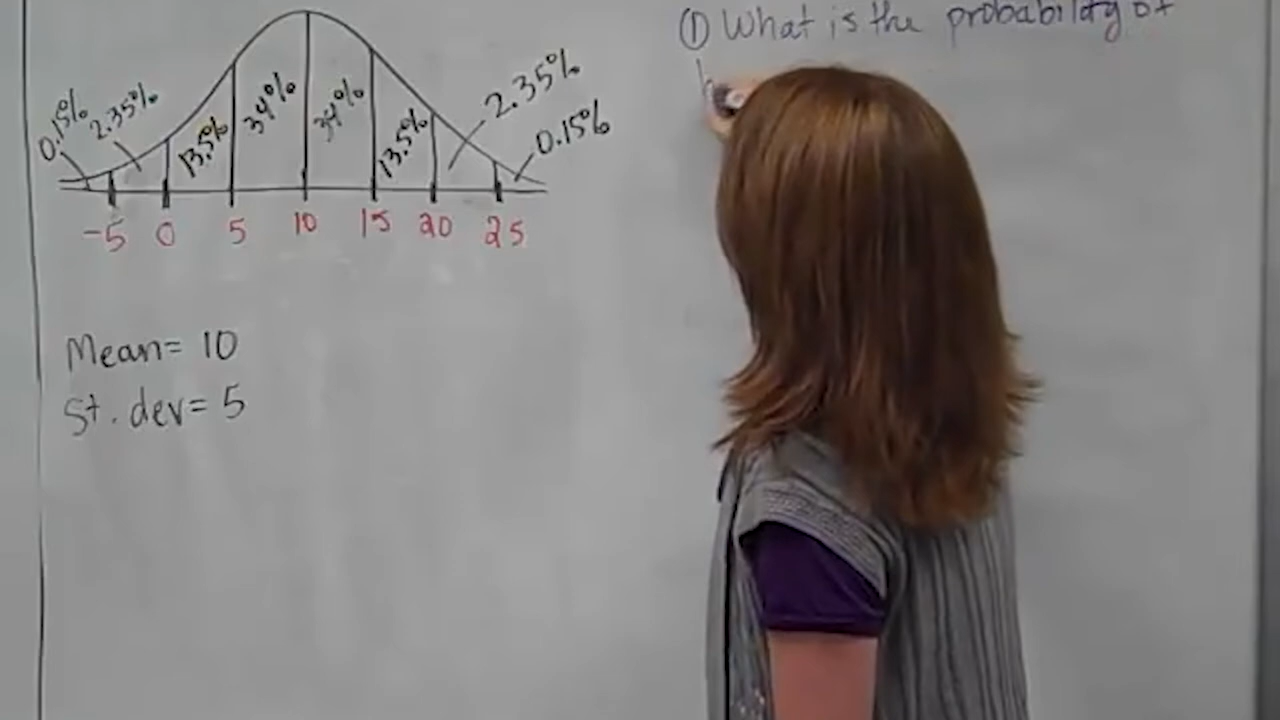 ① What is the probability of
0.15% 2.35% 13.5% 34% 34% 13.5% 2.35% 0.15%
-5 0 5 10 15 20 25
Mean= 10
St. dev= 5